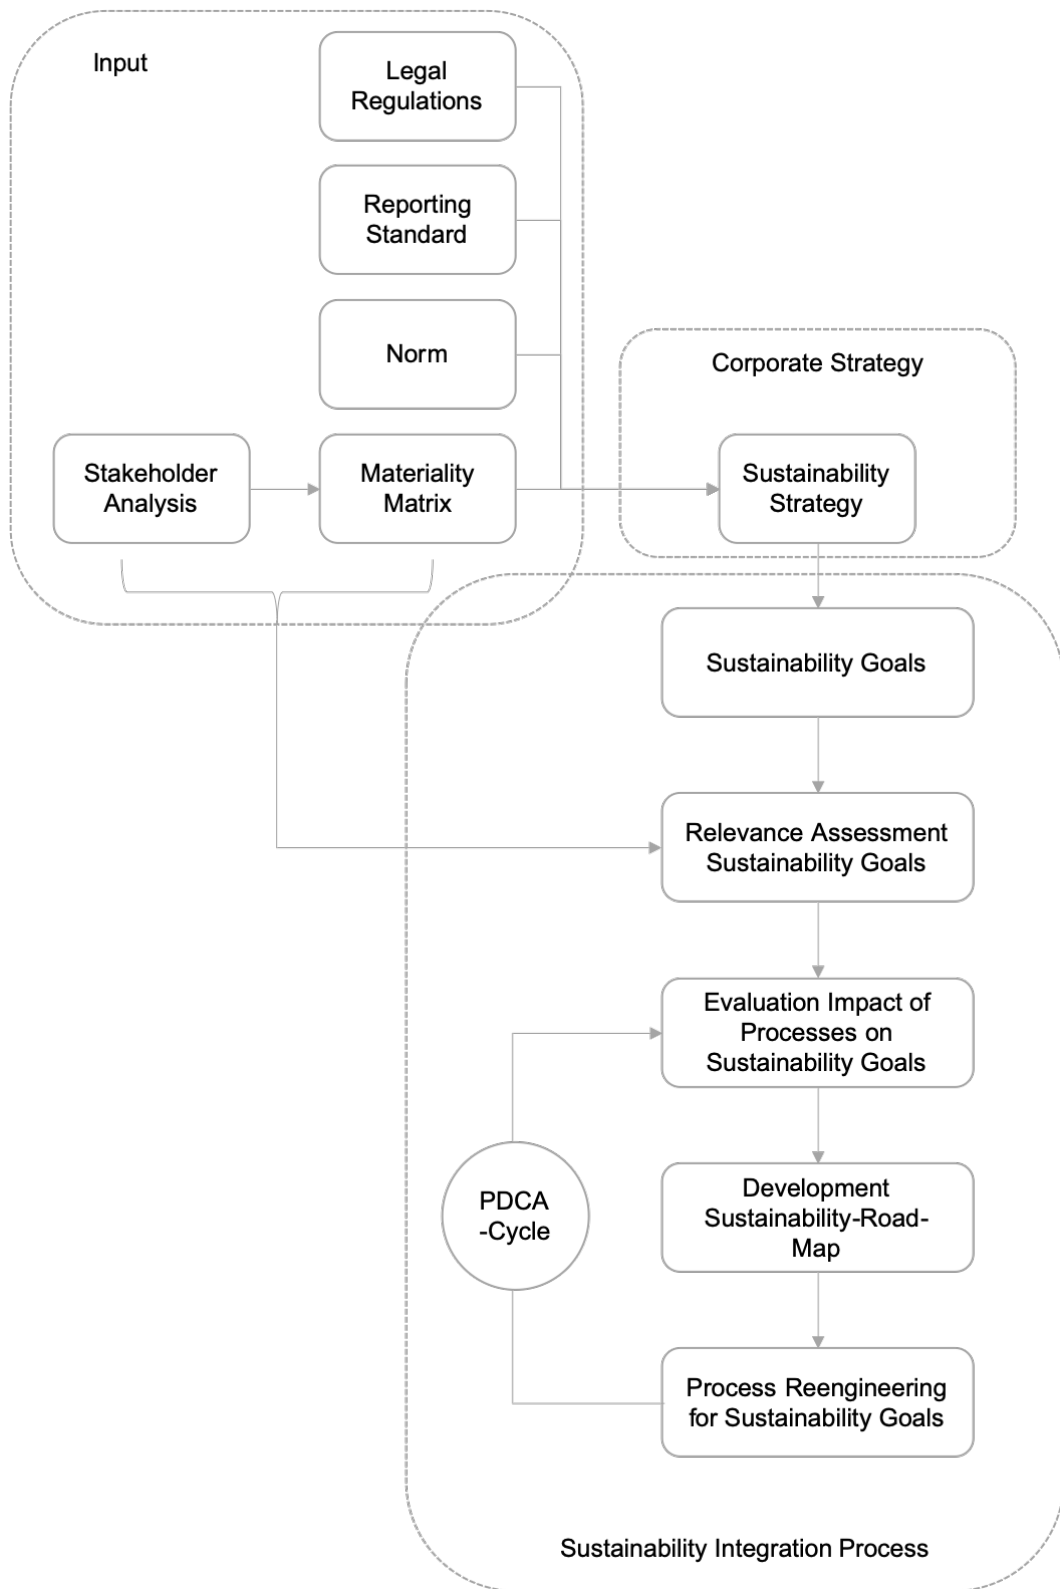 Input
Legal
Regulations
Reporting
Standard
Norm
Corporate Strategy
Stakeholder
Analysis
Materiality
Matrix
Sustainability
Strategy
Sustainability Goals
Relevance Assessment
Sustainability Goals
Evaluation Impact of
Processes on
Sustainability Goals
PDCA
-Cycle
Development
Sustainability-Road-
Map
Process Reengineering
for Sustainability Goals
Sustainability Integration Process